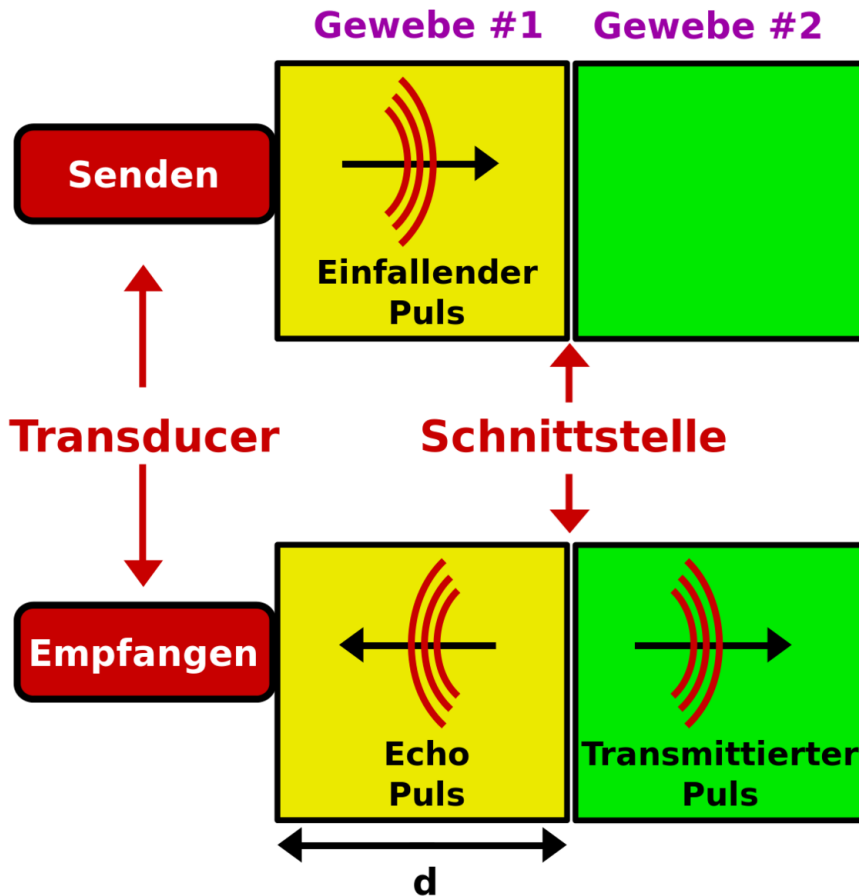 Gewebe #1
Gewebe #2
Senden
Einfallender
Puls
Transducer
Schnittstelle
Empfangen
Echo
Puls
Transmittierter
Puls
d